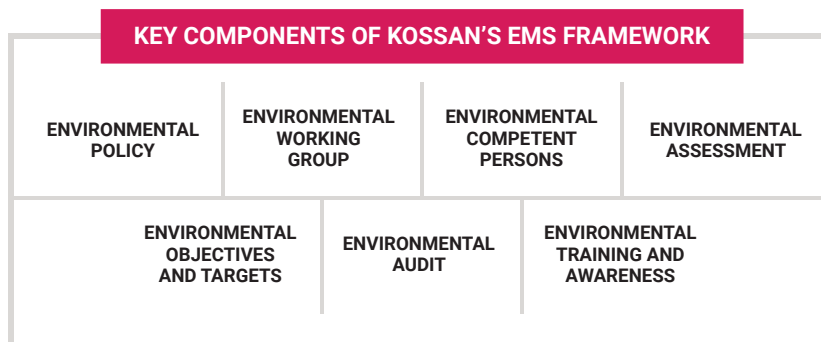 KEY COMPONENTS OF KOSSAN’S EMS FRAMEWORK
ENVIRONMENTAL
POLICY
ENVIRONMENTAL
WORKING
GROUP
ENVIRONMENTAL
COMPETENT
PERSONS
ENVIRONMENTAL
ASSESSMENT
ENVIRONMENTAL
OBJECTIVES
AND TARGETS
ENVIRONMENTAL
AUDIT
ENVIRONMENTAL
TRAINING AND
AWARENESS